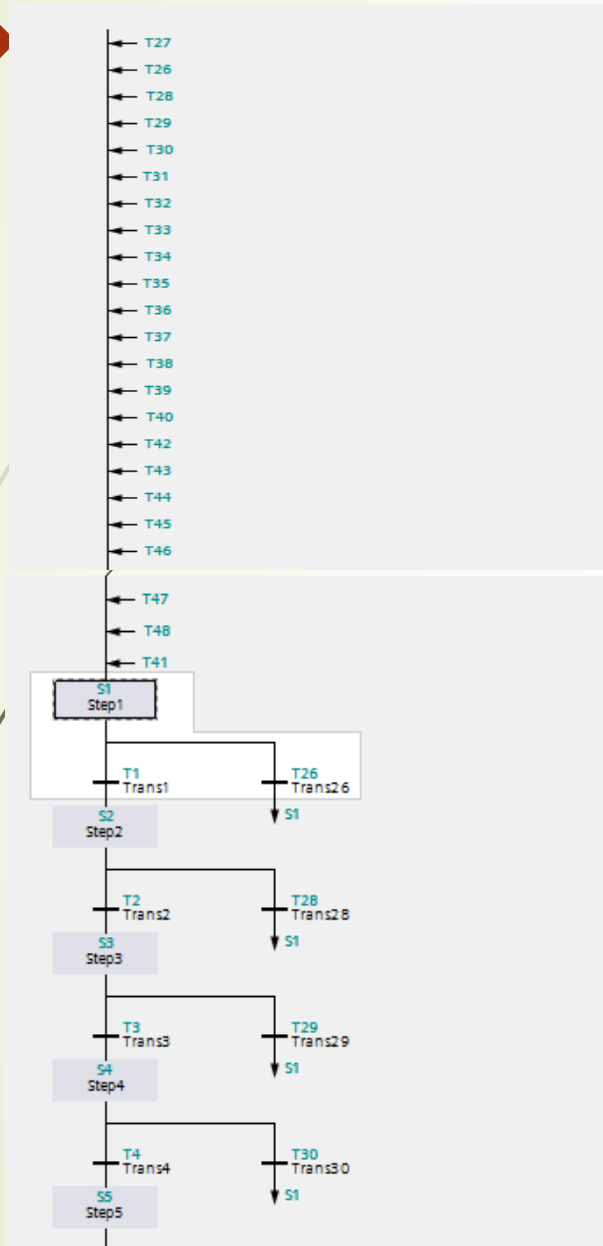 T27
T26
T28
T29
T30
T31
T32
T33
T34
T35
T36
T37
T38
T39
T40
T42
T43
T44
T45
T46
T47
T48
T41
S1
Step1
T1 T26
Trans1 Trans26
S2 S1
Step2
T2 T28
Trans2 Trans28
S3 S1
Step3
T3 T29
Trans3 Trans29
S4 S1
Step4
T4 T30
Trans4 Trans30
S5 S1
Step5